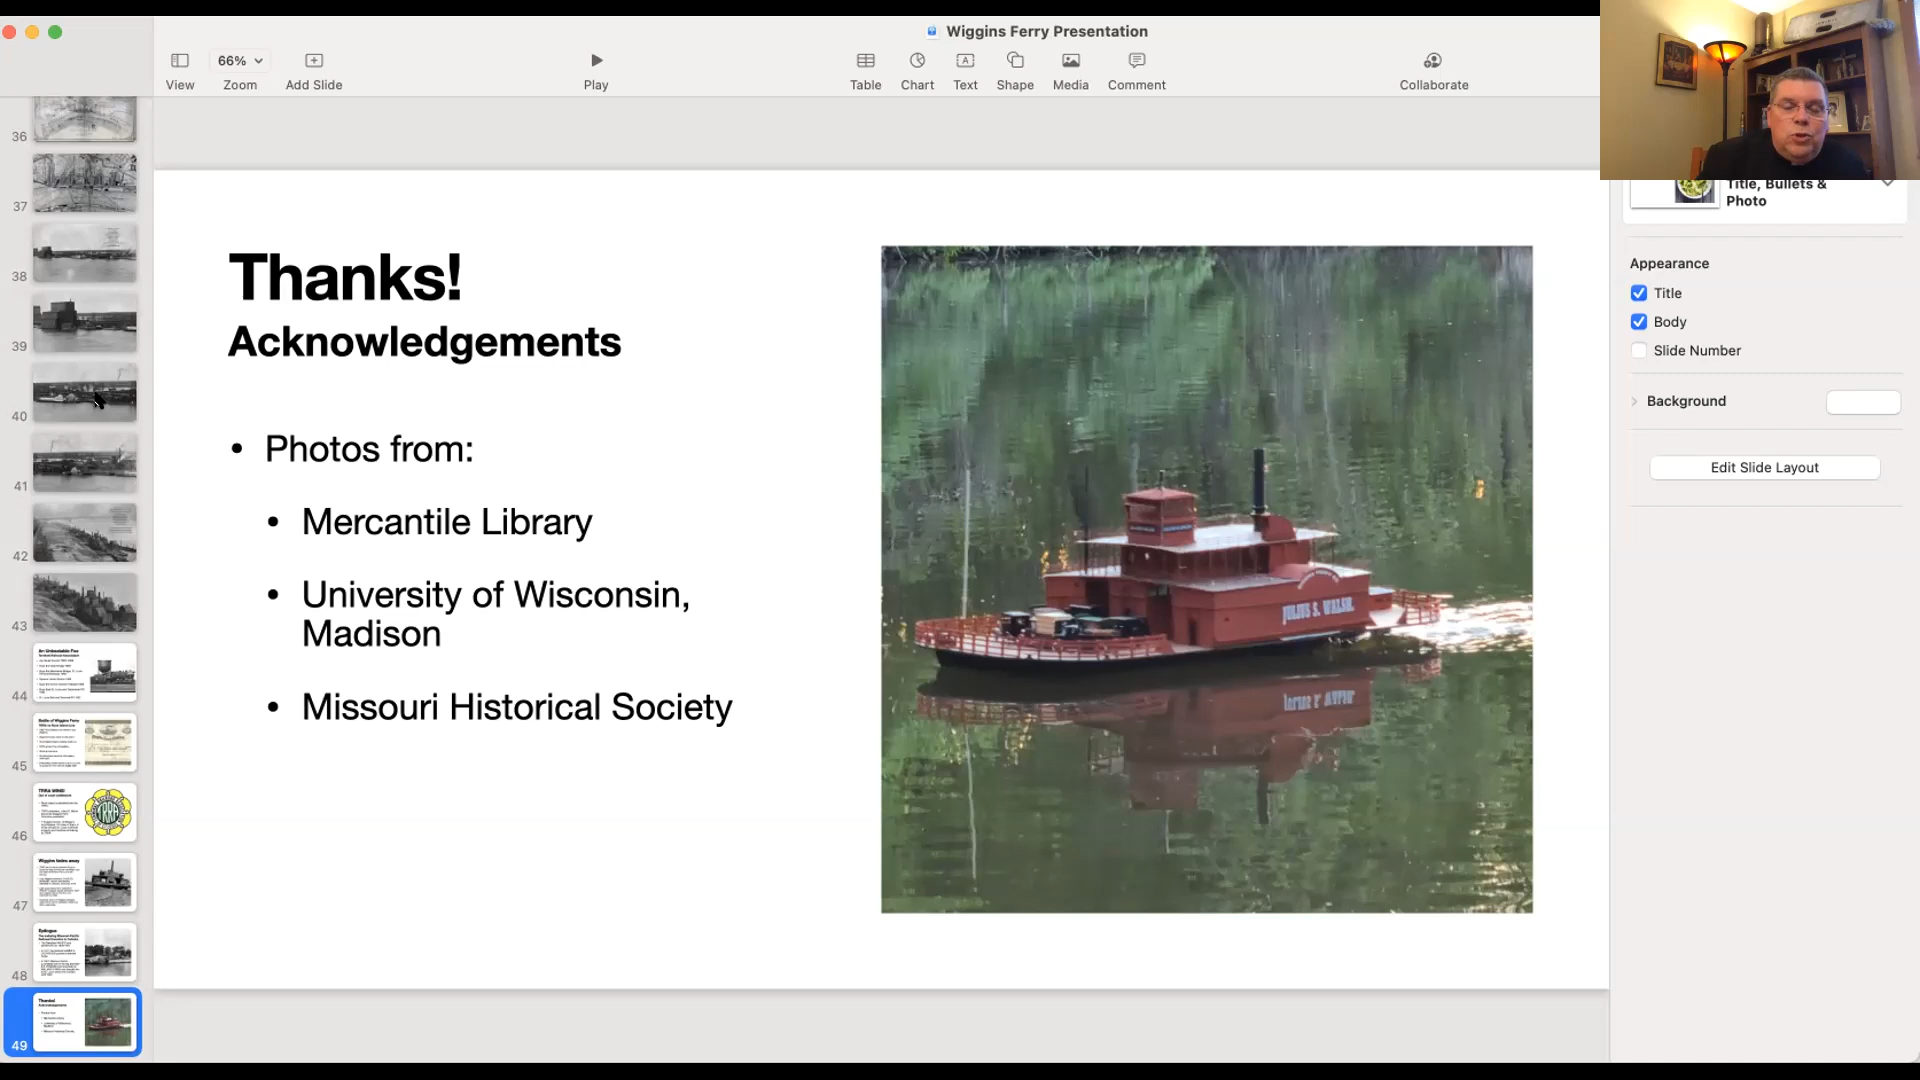 Wiggins Ferry Presentation
66%
View
Zoom
Add Slide
Play
Table
Chart
Text
Shape
Media
Comment
Collaborate
36
37
38
39
40
41
42
43
44
45
46
47
48
49
Epilogue
Thanks!
Acknowledgements
• Photos from:
• Mercantile Library
• University of Wisconsin,
Madison
• Missouri Historical Society
JULIUS S. WALSH
Title, Bullets &
Photo
Appearance
Title
Body
Slide Number
Background
Edit Slide Layout